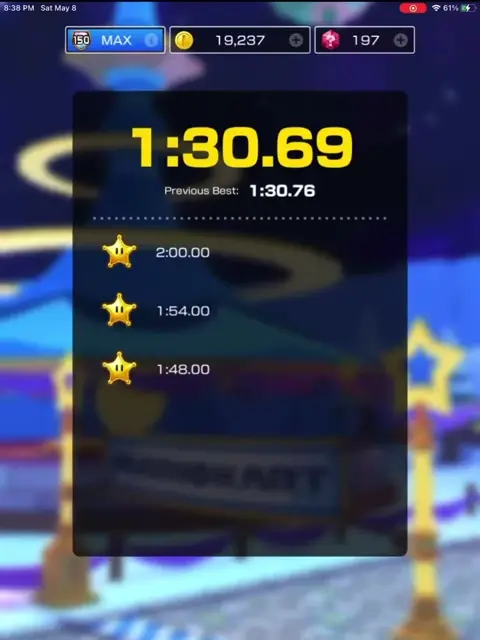 8:38 PM Sat May 8 61%
150 MAX 19,237 197
1:30.69
Previous Best: 1:30.76
2:00.00
1:54.00
1:48.00